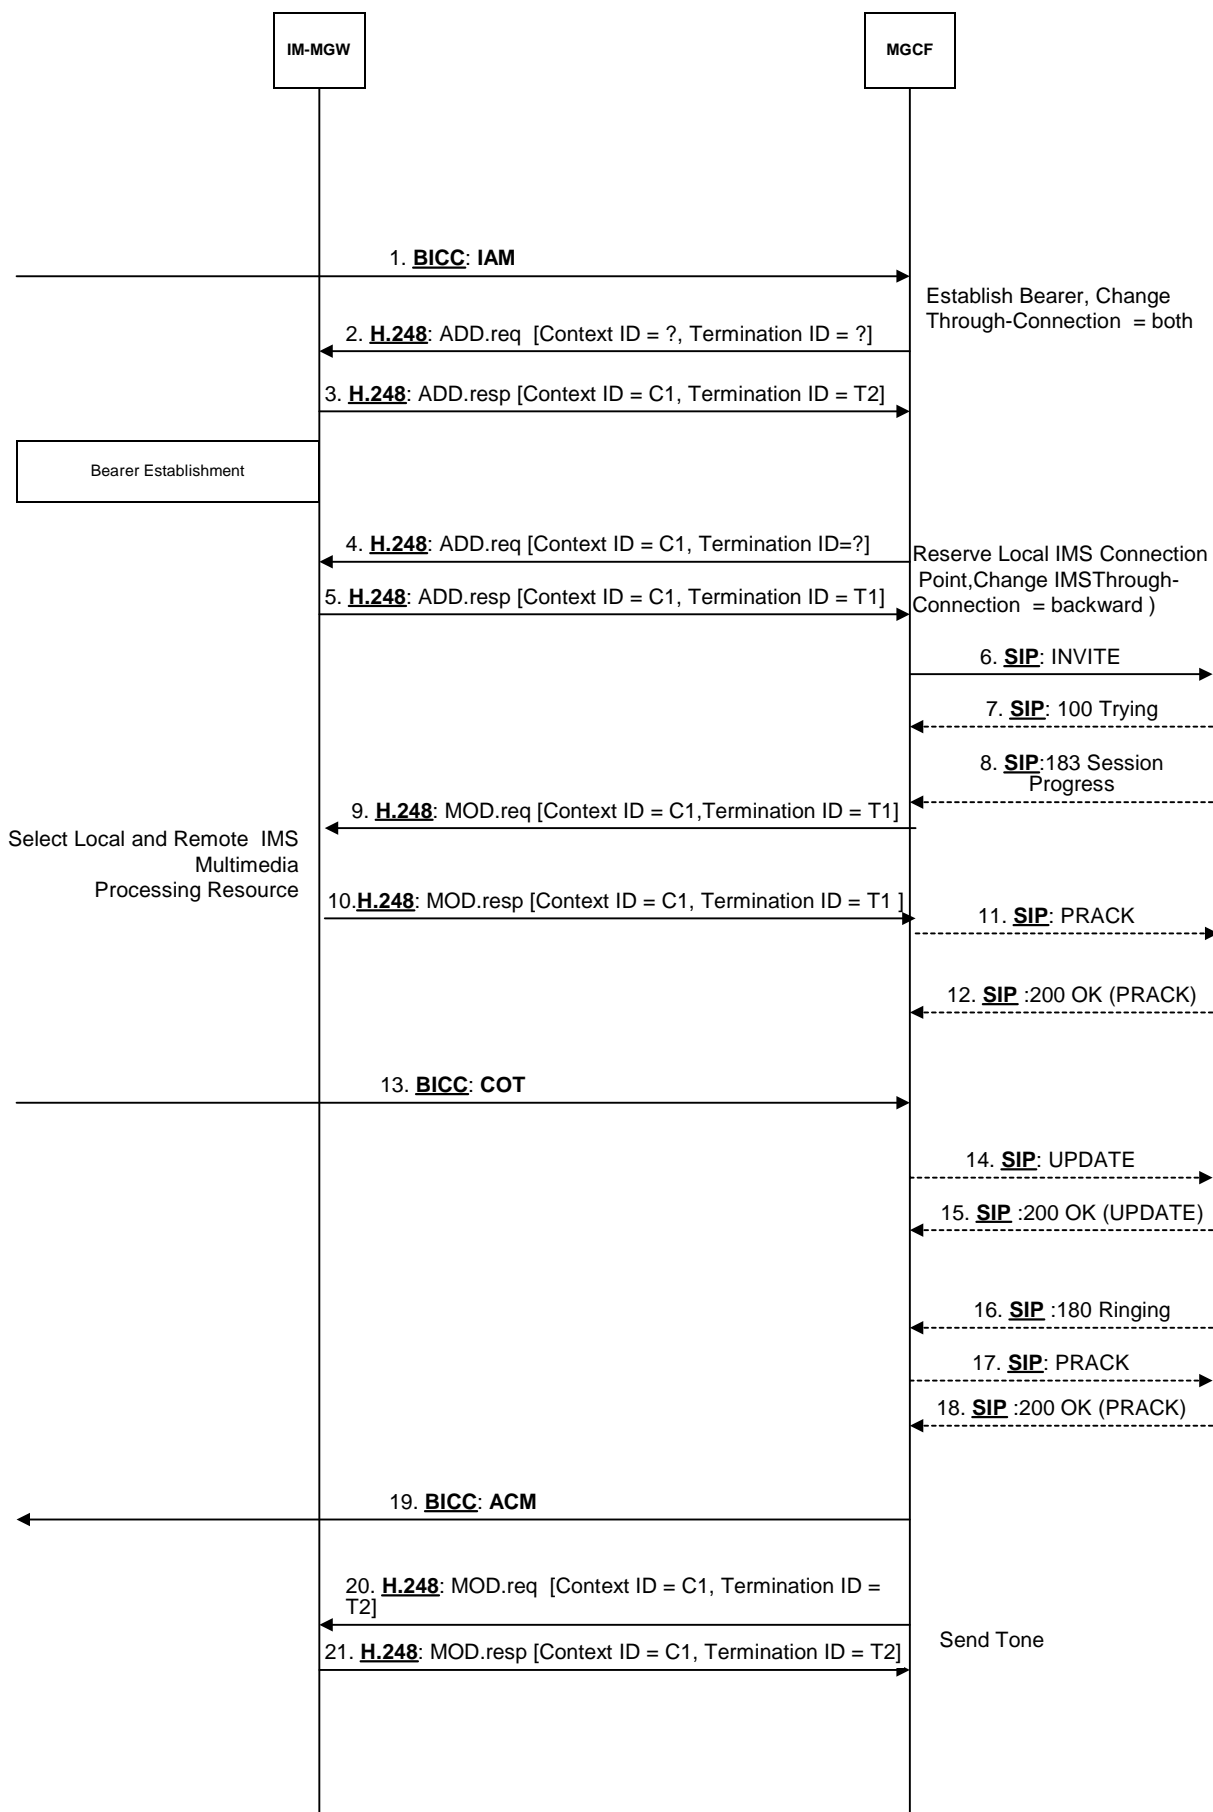 IM-MGW
MGCF
1. BICC: IAM
Establish Bearer, Change
Through-Connection = both
2. H.248: ADD.req [Context ID = ?, Termination ID = ?]
3. H.248: ADD.resp [Context ID = C1, Termination ID = T2]
Bearer Establishment
4. H.248: ADD.req [Context ID = C1, Termination ID=?]
Reserve Local IMS Connection
Point,Change IMSThrough-
Connection = backward )
5. H.248: ADD.resp [Context ID = C1, Termination ID = T1]
6. SIP: INVITE
7. SIP: 100 Trying
8. SIP:183 Session
Progress
9. H.248: MOD.req [Context ID = C1,Termination ID = T1]
Select Local and Remote IMS
Multimedia
Processing Resource
10.H.248: MOD.resp [Context ID = C1, Termination ID = T1 ]
11. SIP: PRACK
12. SIP :200 OK (PRACK)
13. BICC: COT
14. SIP: UPDATE
15. SIP :200 OK (UPDATE)
16. SIP :180 Ringing
17. SIP: PRACK
18. SIP :200 OK (PRACK)
19. BICC: ACM
20. H.248: MOD.req [Context ID = C1, Termination ID =
T2]
Send Tone
21. H.248: MOD.resp [Context ID = C1, Termination ID = T2]